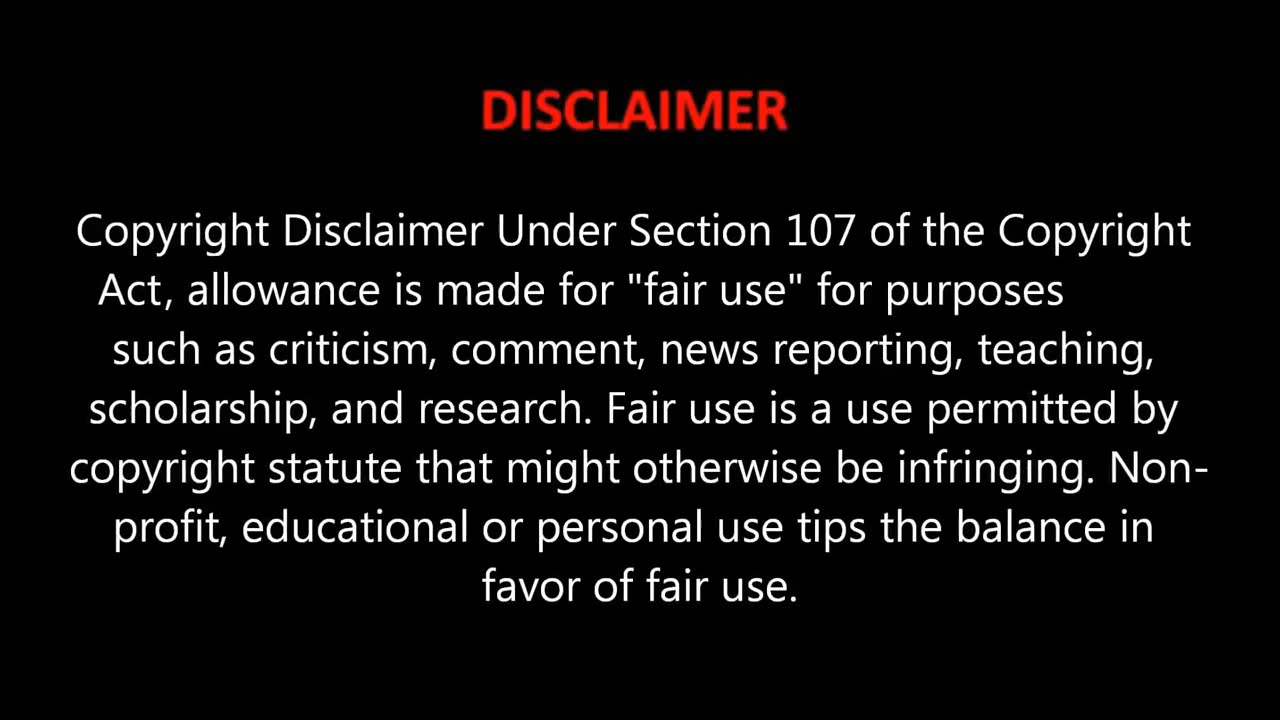 DISCLAIMER
Copyright Disclaimer Under Section 107 of the Copyright
Act, allowance is made for "fair use" for purposes
such as criticism, comment, news reporting, teaching,
scholarship, and research. Fair use is a use permitted by
copyright statute that might otherwise be infringing. Non-
profit, educational or personal use tips the balance in
favor of fair use.